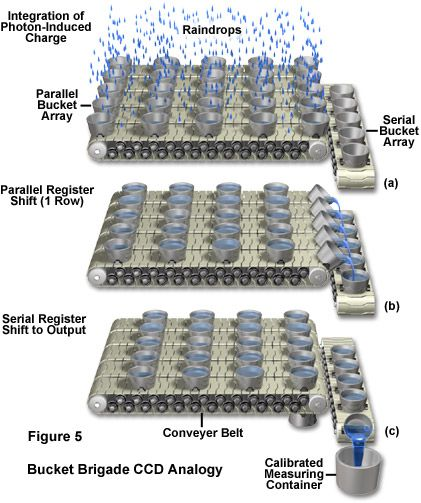 Integration of
Photon-Induced
Charge
Raindrops
Parallel
Bucket
Array
Serial
Bucket
Array
(a)
Parallel Register
Shift (1 Row)
(b)
Serial Register
Shift to Output
(c)
Figure 5
Conveyer Belt
Bucket Brigade CCD Analogy
Calibrated
Measuring
Container